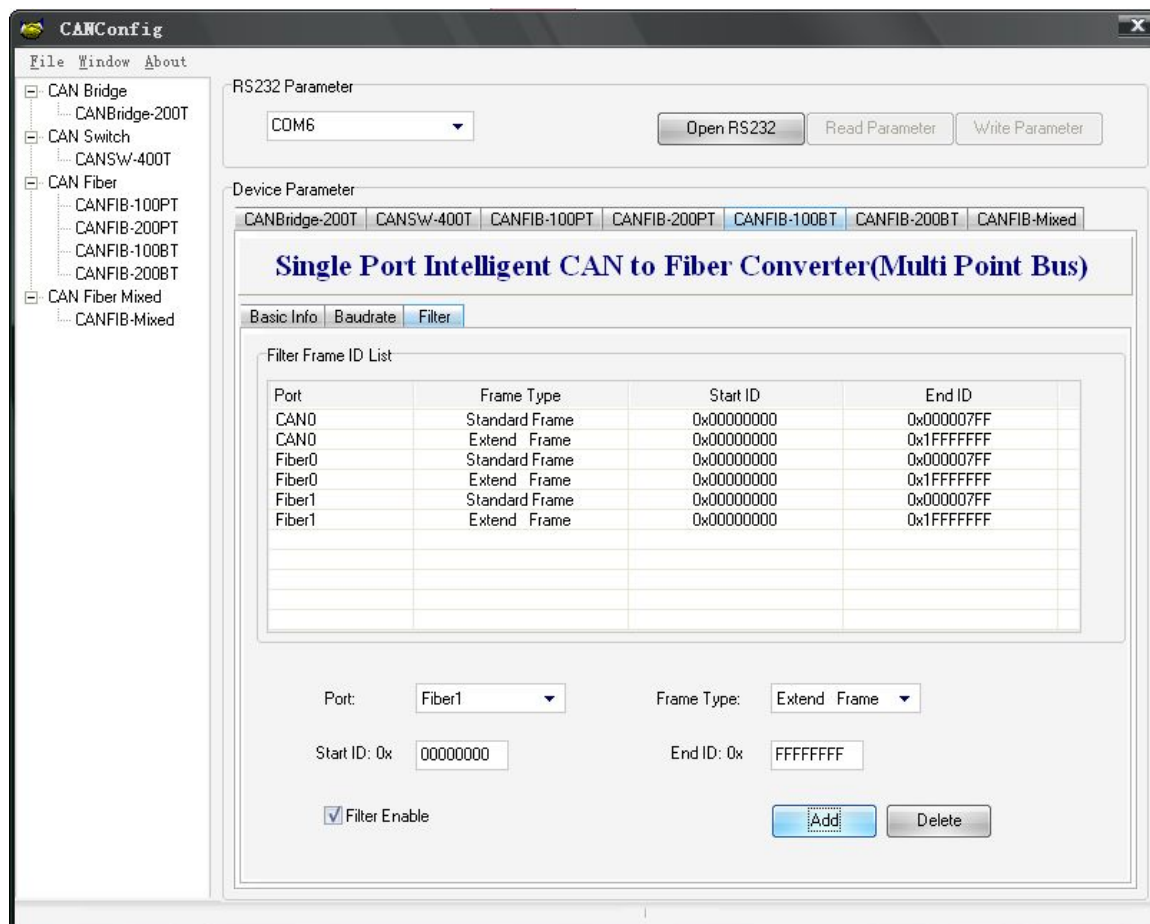 CANConfig
File Window About
CAN Bridge
CANBridge-200T
CAN Switch
CANSW-400T
CAN Fiber
CANFIB-100PT
CANFIB-200PT
CANFIB-100BT
CANFIB-200BT
CAN Fiber Mixed
CANFIB-Mixed
RS232 Parameter
COM6 Open RS232 Read Parameter Write Parameter
Device Parameter
CANBridge-200T CANSW-400T CANFIB-100PT CANFIB-200PT CANFIB-100BT CANFIB-200BT CANFIB-Mixed
Single Port Intelligent CAN to Fiber Converter(Multi Point Bus)
Basic Info Baudrate Filter
Filter Frame ID List
Port Frame Type Start ID End ID
CAN0 Standard Frame 0x00000000 0x000007FF
CAN0 Extend Frame 0x00000000 0x1FFFFFFF
Fiber0 Standard Frame 0x00000000 0x000007FF
Fiber0 Extend Frame 0x00000000 0x1FFFFFFF
Fiber1 Standard Frame 0x00000000 0x000007FF
Fiber1 Extend Frame 0x00000000 0x1FFFFFFF
Port: Fiber1 Frame Type: Extend Frame
Start ID: 0x 00000000 End ID: 0x FFFFFFFF
Filter Enable Add Delete